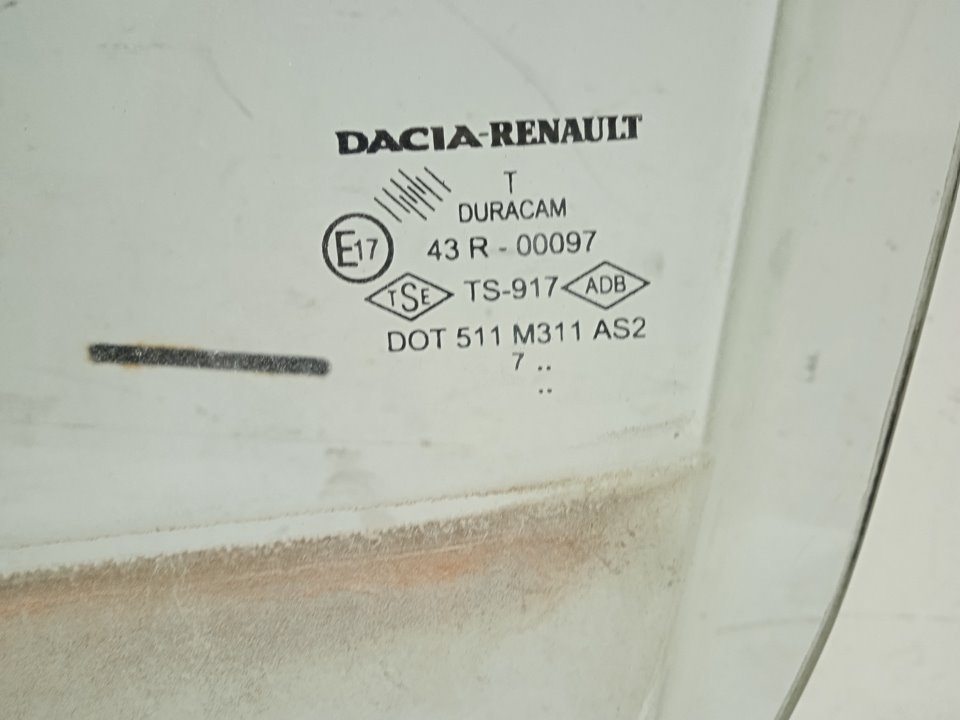 DACIA-RENAULT
T
DURACAM
E17 43 R - 00097
TSE TS-917 ADB
DOT 511 M311 AS2
7 ..
..